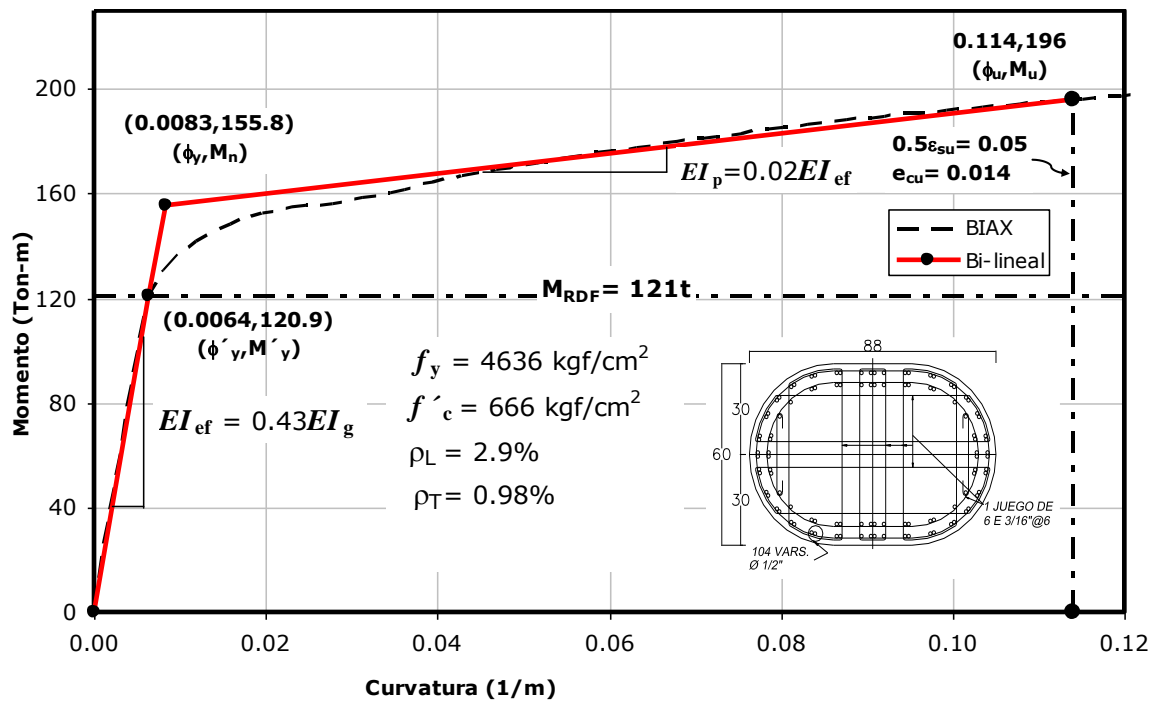 200
160
120
80
40
0
Momento (Ton-m)
0.00
0.02
0.04
0.06
0.08
0.10
0.12
Curvatura (1/m)
0.114,196
(ϕu,Mu)
(0.0083,155.8)
(ϕy,Mn)
0.5εsu= 0.05
ecu= 0.014
EIp=0.02EIef
BIAX
Bi-lineal
MRDF= 121t
(0.0064,120.9)
(ϕ´y,M´y)
EIef = 0.43EIg
fy = 4636 kgf/cm²
f´c = 666 kgf/cm²
ρL = 2.9%
ρT = 0.98%
88
30
60
30
1 JUEGO DE
6 E 3/16"@6
104 VARS.
Ø 1/2"